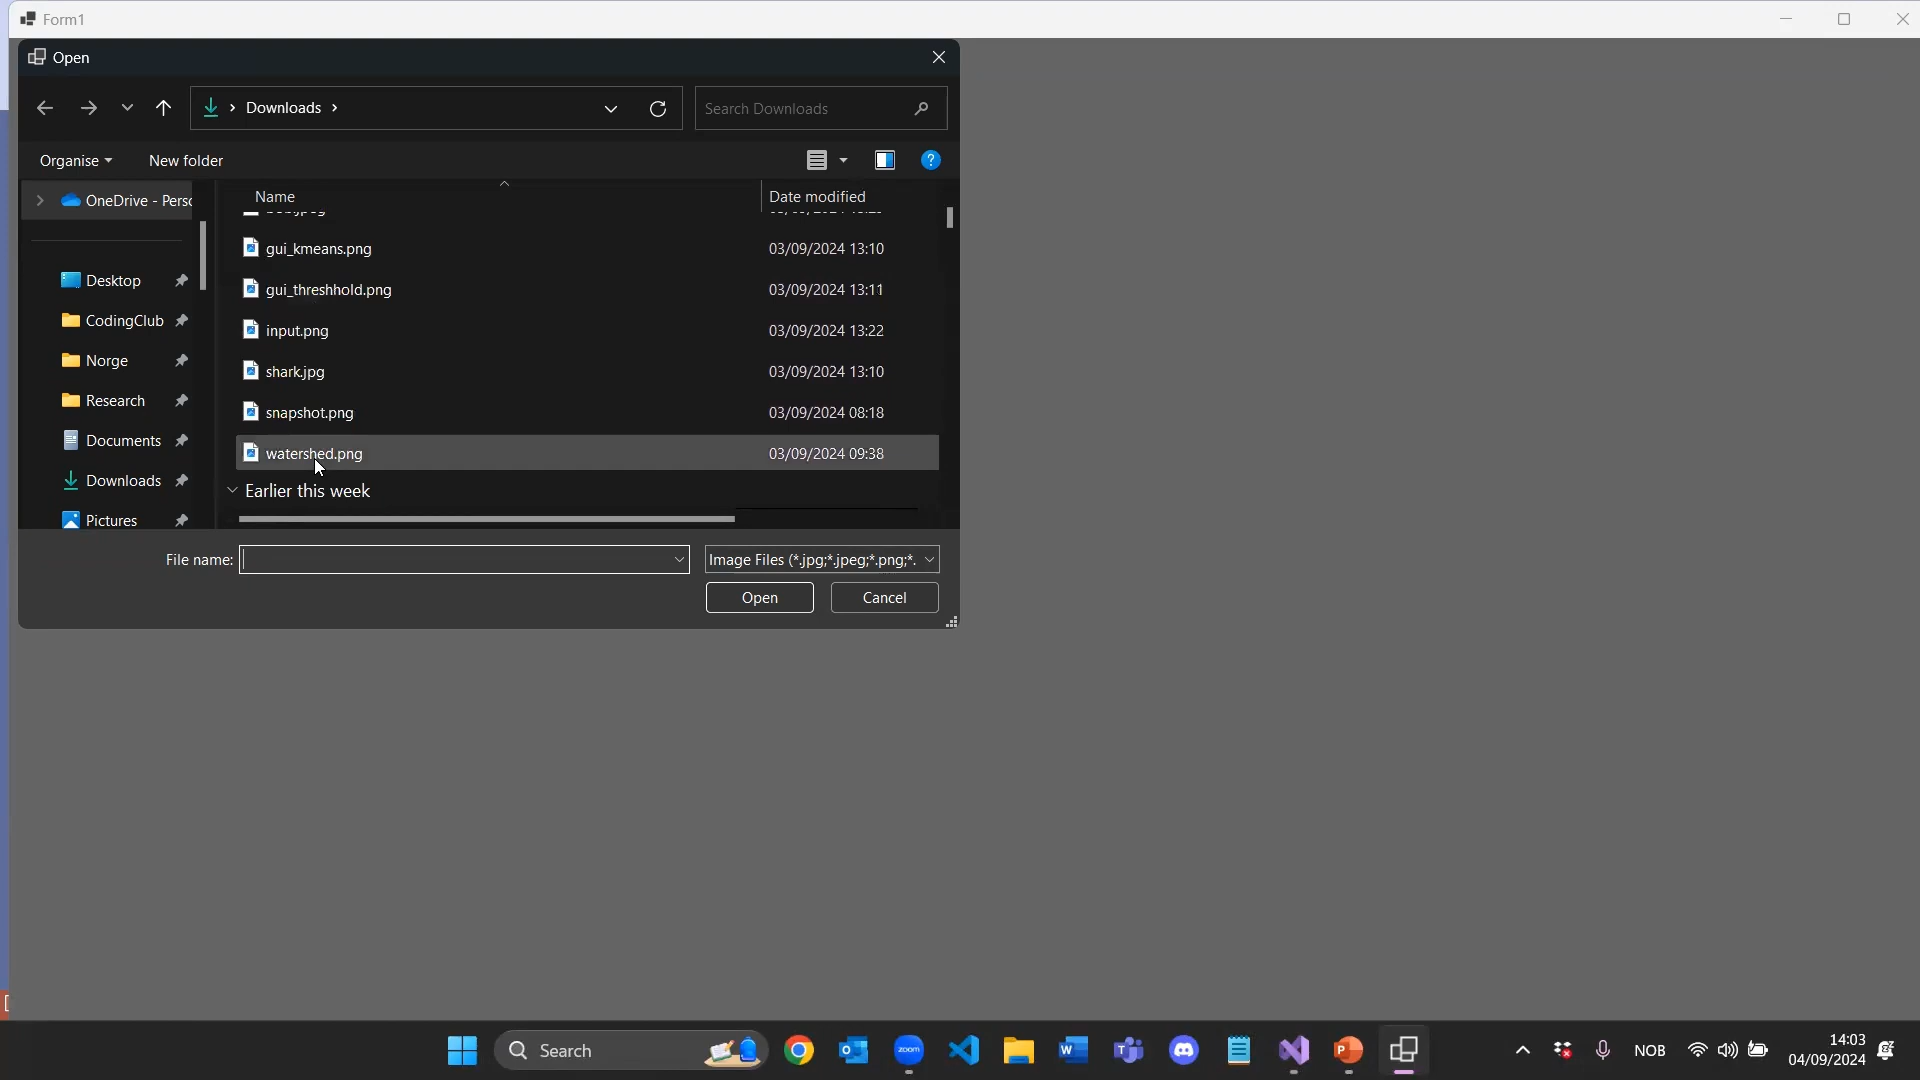 Form1
Open
Downloads
Search Downloads
Organise
New folder
OneDrive - Perso
Name
Date modified
gui_kmeans.png
03/09/2024 13:10
gui_threshhold.png
03/09/2024 13:11
Desktop
input.png
03/09/2024 13:22
CodingClub
Norge
shark.jpg
03/09/2024 13:10
Research
snapshot.png
03/09/2024 08:18
Documents
watershed.png
03/09/2024 09:38
Downloads
Earlier this week
Pictures
File name:
Image Files (*.jpg;*.jpeg;*.png;*.
Open
Cancel
Search
zoom
NOB
14:03
04/09/2024